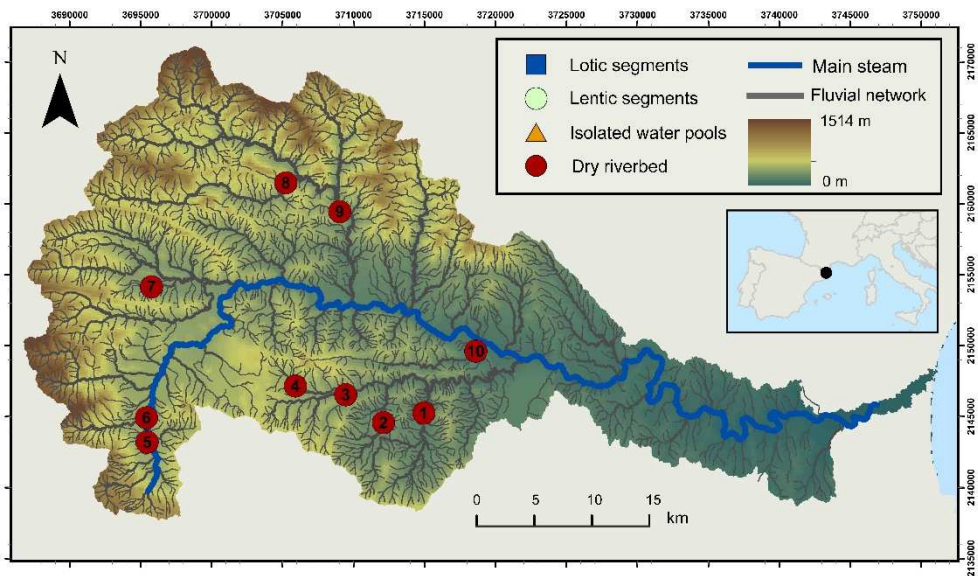 3690000 3695000 3700000 3705000 3710000 3715000 3720000 3725000 3730000 3735000 3740000 3745000 3750000
N
Lotic segments
Lentic segments
Isolated water pools
Dry riverbed
Main steam
Fluvial network
1514 m
0 m
2170000
2165000
2160000
2155000
2150000
2145000
2140000
2135000
8
9
7
10
4
3
1
2
6
5
0 5 10 15
km